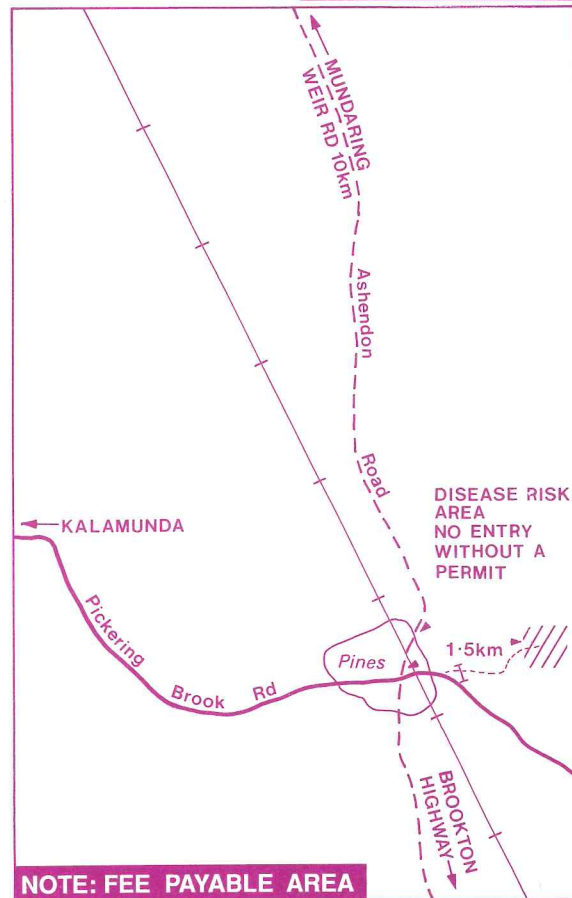 MUNDARING
WEIR RD 10km
Ashendon
Road
DISEASE RISK
AREA
NO ENTRY
WITHOUT A
PERMIT
KALAMUNDA
Pickering
Brook
Rd
Pines
1·5km
BROOKTON
HIGHWAY
NOTE: FEE PAYABLE AREA